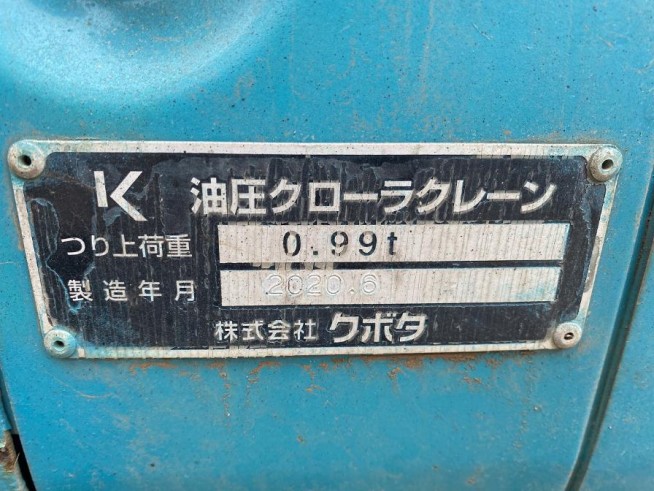 K 油圧クローラクレーン
つり上荷重 0.99t
製造年月 2020.6
株式会社 クボタ